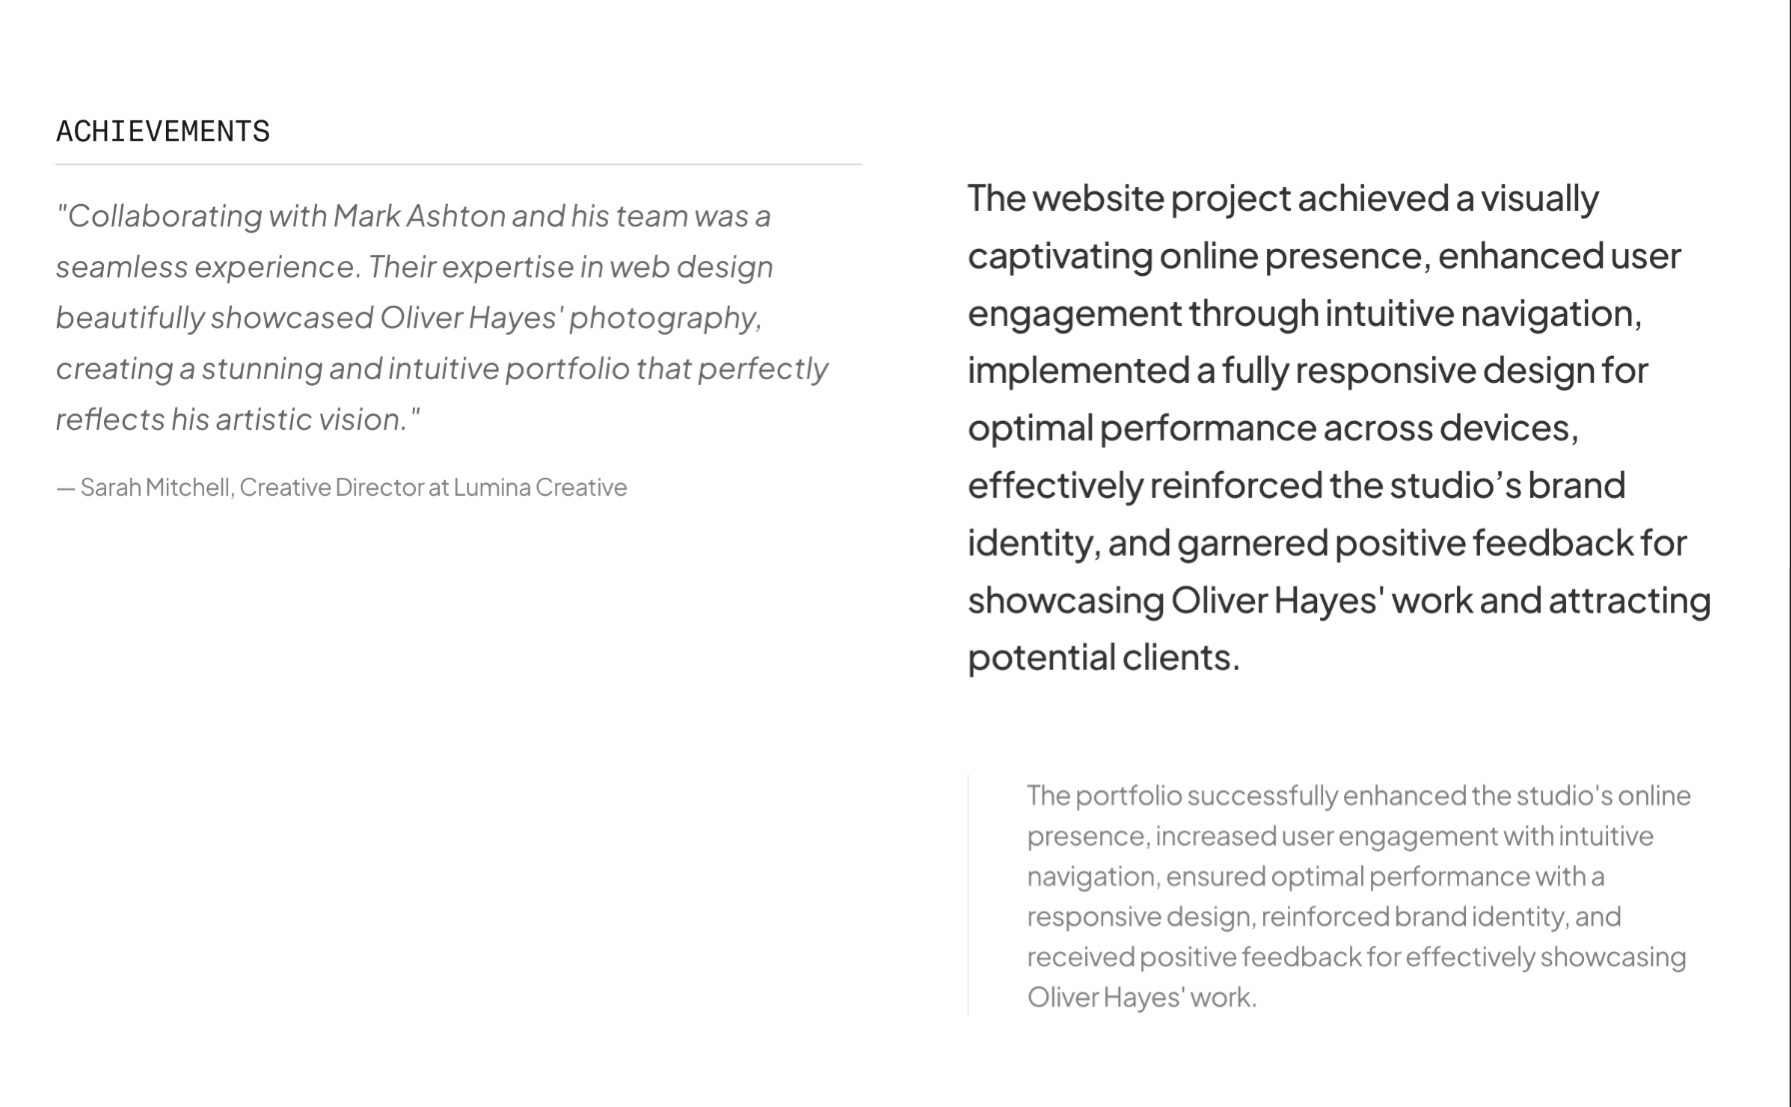 ACHIEVEMENTS
"Collaborating with Mark Ashton and his team was a
seamless experience. Their expertise in web design
beautifully showcased Oliver Hayes' photography,
creating a stunning and intuitive portfolio that perfectly
reflects his artistic vision."
— Sarah Mitchell, Creative Director at Lumina Creative
The website project achieved a visually
captivating online presence, enhanced user
engagement through intuitive navigation,
implemented a fully responsive design for
optimal performance across devices,
effectively reinforced the studio’s brand
identity, and garnered positive feedback for
showcasing Oliver Hayes' work and attracting
potential clients.
The portfolio successfully enhanced the studio's online
presence, increased user engagement with intuitive
navigation, ensured optimal performance with a
responsive design, reinforced brand identity, and
received positive feedback for effectively showcasing
Oliver Hayes' work.